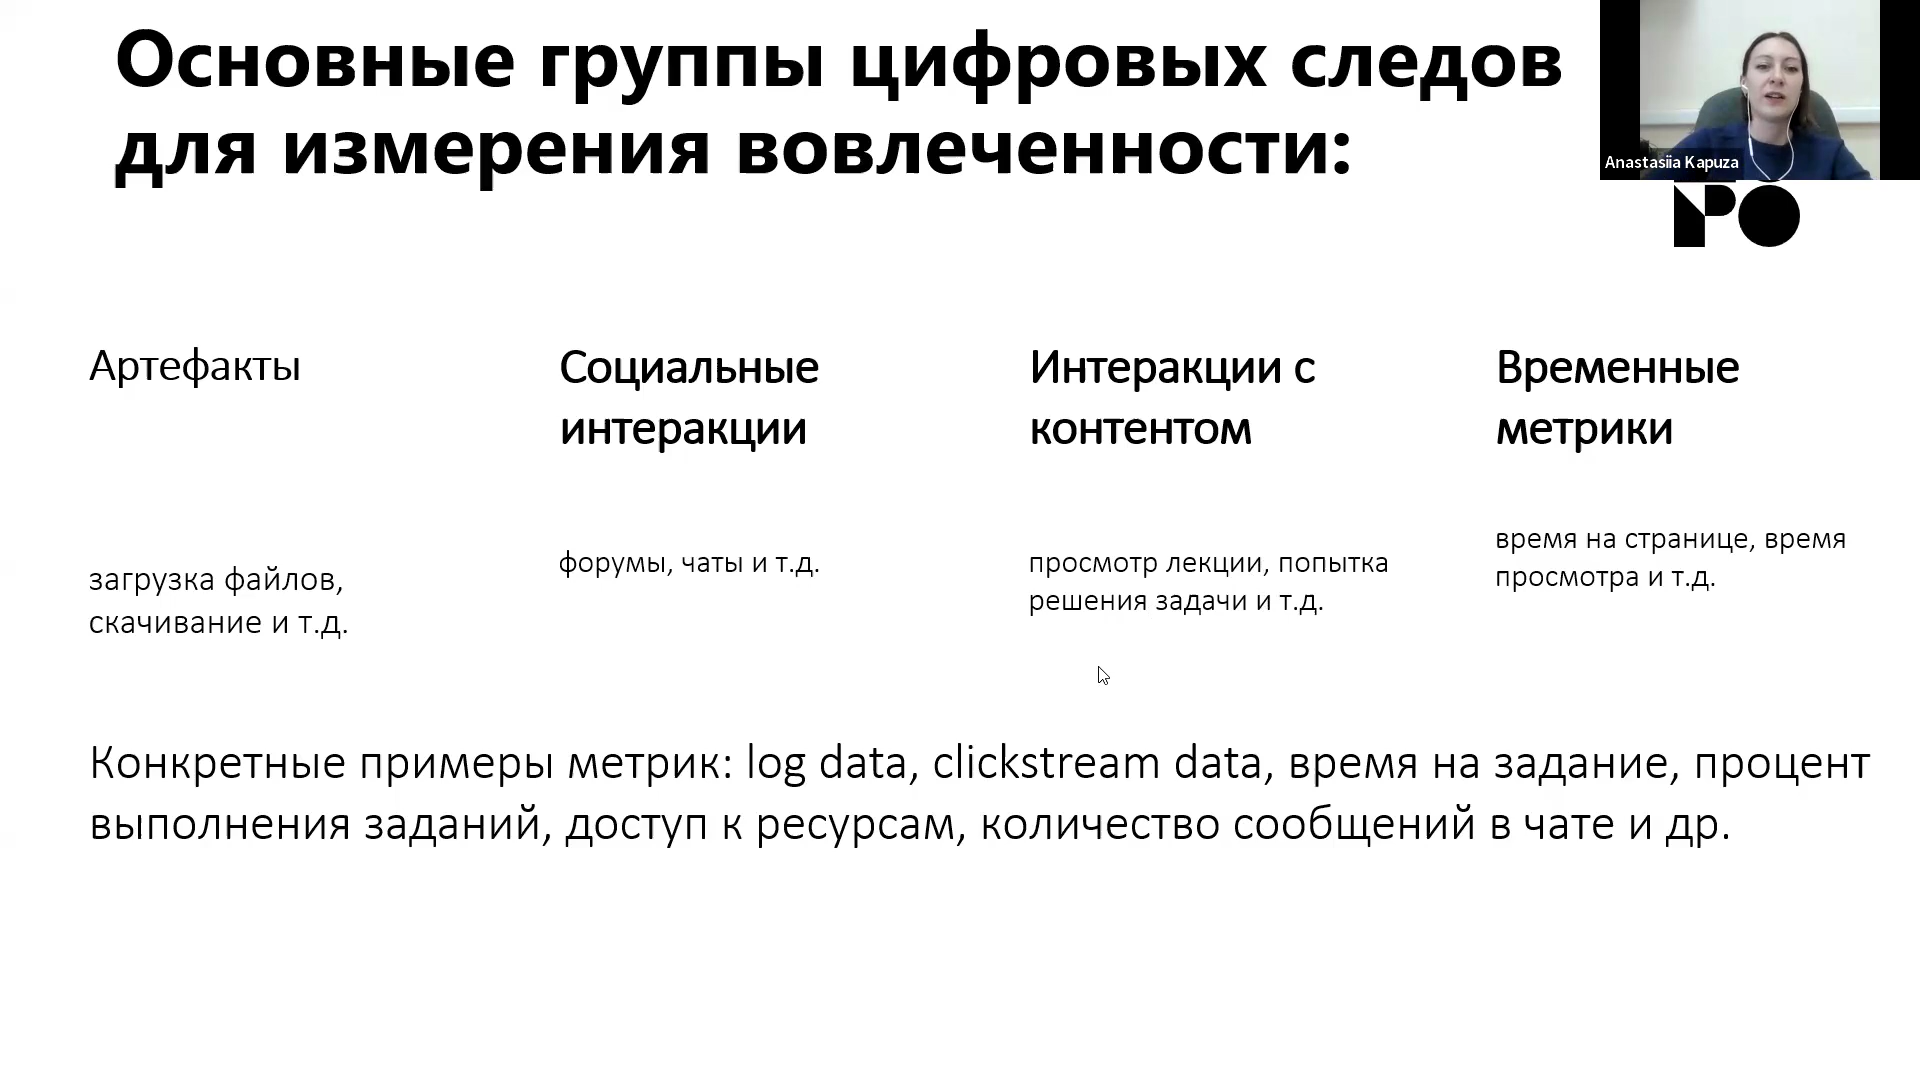 Основные группы цифровых следов
для измерения вовлеченности:
Anastasiia Kapuza
Артефакты
Социальные
интеракции
Интеракции с
контентом
Временные
метрики
загрузка файлов,
скачивание и т.д.
форумы, чаты и т.д.
просмотр лекции, попытка
решения задачи и т.д.
время на странице, время
просмотра и т.д.
Конкретные примеры метрик: log data, clickstream data, время на задание, процент
выполнения заданий, доступ к ресурсам, количество сообщений в чате и др.